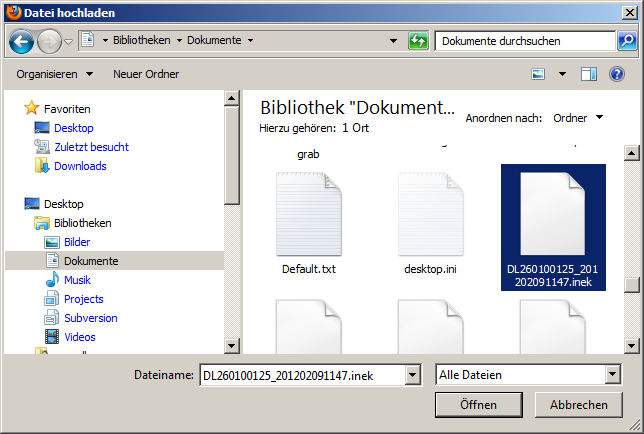 Datei hochladen
Bibliotheken Dokumente
Dokumente durchsuchen
Organisieren Neuer Ordner
Favoriten
Desktop
Zuletzt besucht
Downloads
Desktop
Bibliotheken
Bilder
Dokumente
Musik
Projects
Subversion
Videos
Bibliothek "Dokument...
Hierzu gehören: 1 Ort
Anordnen nach: Ordner
grab
Default.txt
desktop.ini
DL260100125_201
202091147.inek
Dateiname: DL260100125_201202091147.inek
Alle Dateien
Öffnen Abbrechen